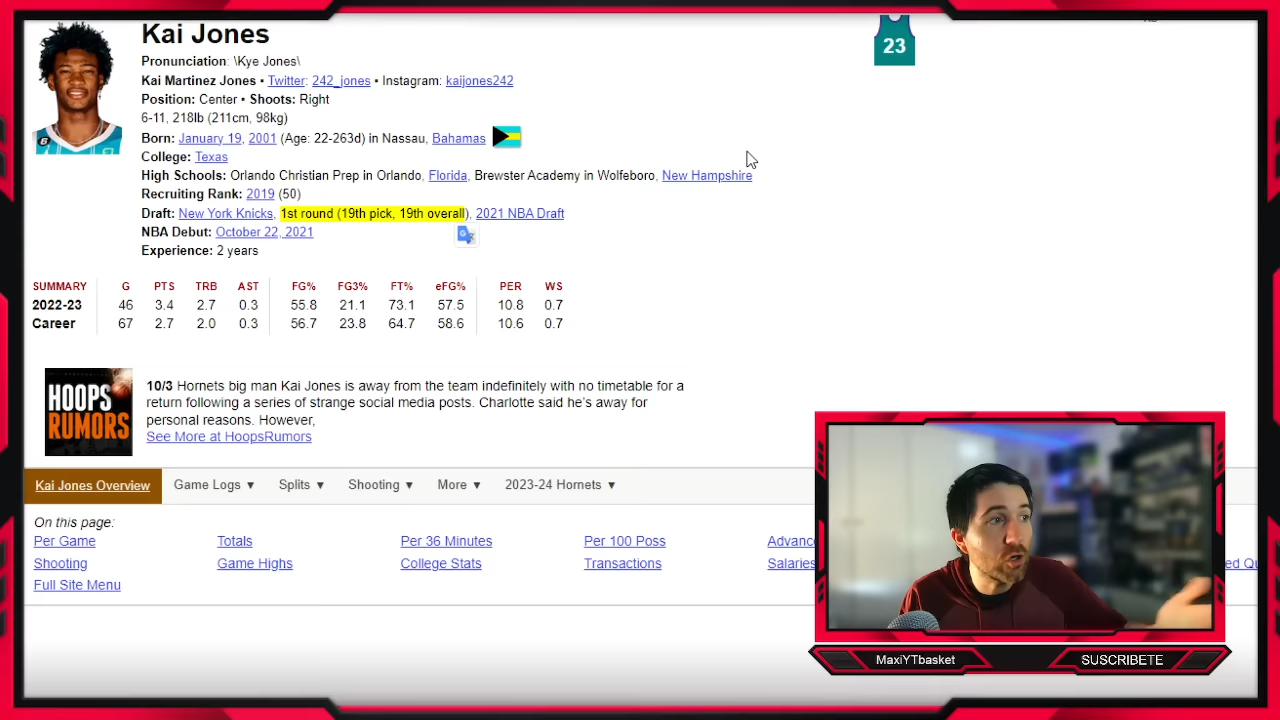 Kai Jones
Pronunciation: \Kye Jones\
Kai Martinez Jones • Twitter: 242_jones • Instagram: kaijones242
Position: Center • Shoots: Right
6-11, 218lb (211cm, 98kg)
Born: January 19, 2001 (Age: 22-263d) in Nassau, Bahamas
College: Texas
High Schools: Orlando Christian Prep in Orlando, Florida, Brewster Academy in Wolfeboro, New Hampshire
Recruiting Rank: 2019 (50)
Draft: New York Knicks, 1st round (19th pick, 19th overall), 2021 NBA Draft
NBA Debut: October 22, 2021
Experience: 2 years
23
SUMMARY G PTS TRB AST FG% FG3% FT% eFG% PER WS
2022-23 46 3.4 2.7 0.3 55.8 21.1 73.1 57.5 10.8 0.7
Career 67 2.7 2.0 0.3 56.7 23.8 64.7 58.6 10.6 0.7
HOOPS
RUMORS
10/3 Hornets big man Kai Jones is away from the team indefinitely with no timetable for a
return following a series of strange social media posts. Charlotte said he's away for
personal reasons. However,
See More at HoopsRumors
Kai Jones Overview Game Logs ▼ Splits ▼ Shooting ▼ More ▼ 2023-24 Hornets ▼
On this page:
Per Game Totals Per 36 Minutes Per 100 Poss Advanc
Shooting Game Highs College Stats Transactions Salaries ed Qu
Full Site Menu
MaxiYTbasket SUSCRIBETE